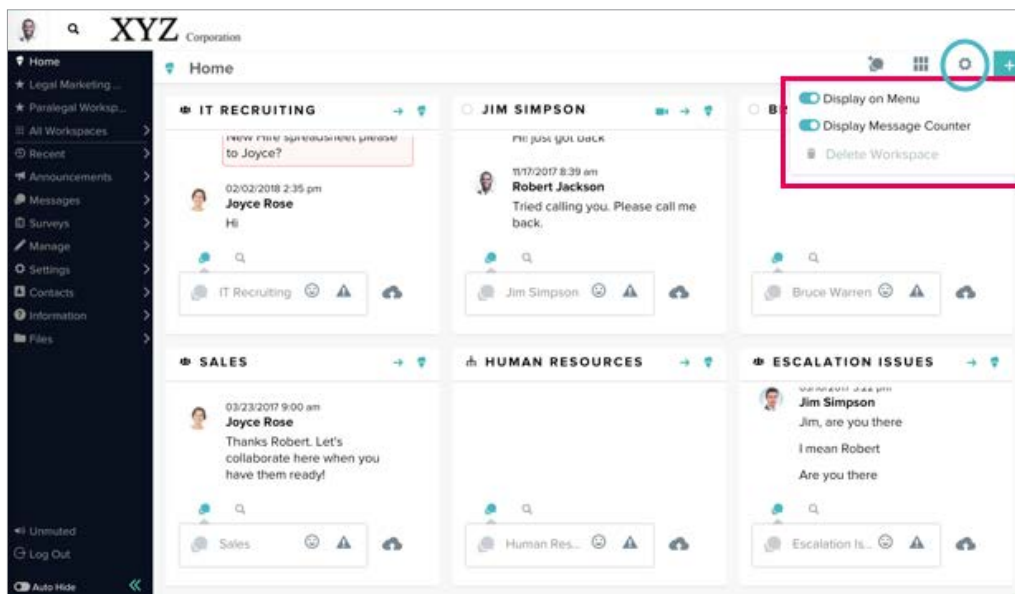 XYZ Corporation
Home
Legal Marketing ...
Paralegal Worksp...
All Workspaces
Recent
Announcements
Messages
Surveys
Manage
Settings
Contacts
Information
Files
Unmuted
Log Out
Auto Hide
Home
Display on Menu
Display Message Counter
Delete Workspace
IT RECRUITING
New Hire spreadsheet please
to Joyce?
02/02/2018 2:35 pm
Joyce Rose
Hi
IT Recruiting
JIM SIMPSON
Hi! just got back
11/17/2017 8:39 am
Robert Jackson
Tried calling you. Please call me
back.
Jim Simpson
BR
Bruce Warren
SALES
03/23/2017 9:00 am
Joyce Rose
Thanks Robert. Let's
collaborate here when you
have them ready!
Sales
HUMAN RESOURCES
Human Res...
ESCALATION ISSUES
Jim Simpson
Jim, are you there
I mean Robert
Are you there
Escalation Is...